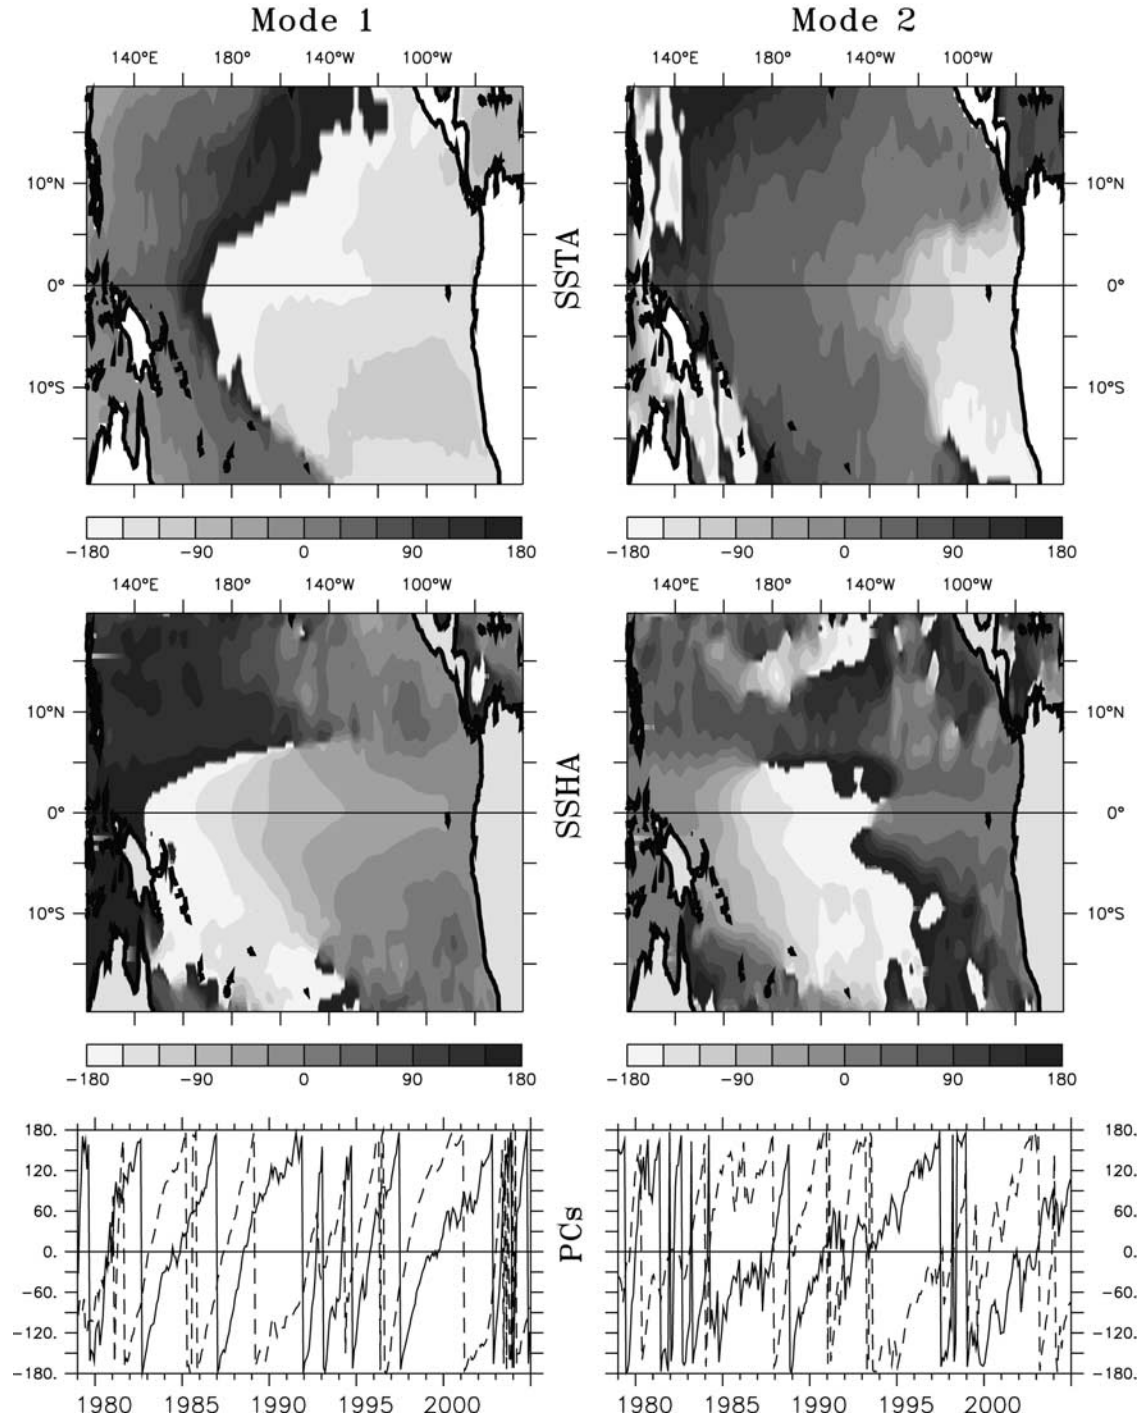 Mode 1 Mode 2
140°E 180° 140°W 100°W 140°E 180° 140°W 100°W
10°N 10°N
SSTA
0° 0°
10°S 10°S
−180 −90 0 90 180 −180 −90 0 90 180
140°E 180° 140°W 100°W 140°E 180° 140°W 100°W
10°N 10°N
SSHA
0° 0°
10°S 10°S
−180 −90 0 90 180 −180 −90 0 90 180
180. 180.
120. 120.
60. 60.
PCs
0. 0.
−60. −60.
−120. −120.
−180. −180.
1980 1985 1990 1995 2000 1980 1985 1990 1995 2000